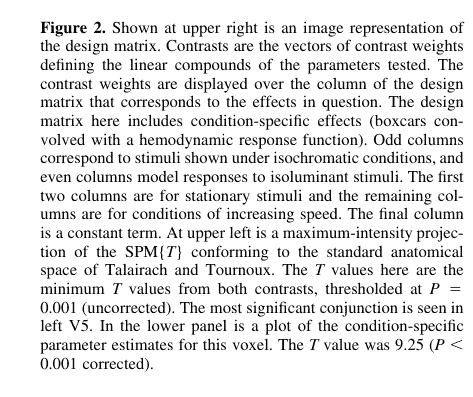 Figure 2. Shown at upper right is an image representation of
the design matrix. Contrasts are the vectors of contrast weights
defining the linear compounds of the parameters tested. The
contrast weights are displayed over the column of the design
matrix that corresponds to the effects in question. The design
matrix here includes condition-specific effects (boxcars con-
volved with a hemodynamic response function). Odd columns
correspond to stimuli shown under isochromatic conditions, and
even columns model responses to isoluminant stimuli. The first
two columns are for stationary stimuli and the remaining col-
umns are for conditions of increasing speed. The final column
is a constant term. At upper left is a maximum-intensity projec-
tion of the SPM{T} conforming to the standard anatomical
space of Talairach and Tournoux. The T values here are the
minimum T values from both contrasts, thresholded at P =
0.001 (uncorrected). The most significant conjunction is seen in
left V5. In the lower panel is a plot of the condition-specific
parameter estimates for this voxel. The T value was 9.25 (P <
0.001 corrected).